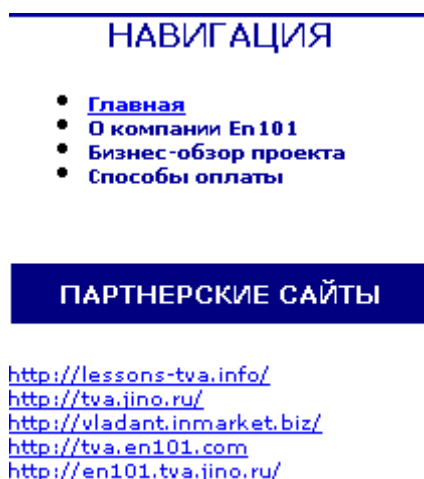 НАВИГАЦИЯ
Главная
О компании En101
Бизнес-обзор проекта
Способы оплаты
ПАРТНЕРСКИЕ САЙТЫ
http://lessons-tva.info/
http://tva.jino.ru/
http://vladant.inmarket.biz/
http://tva.en101.com
http://en101.tva.jino.ru/